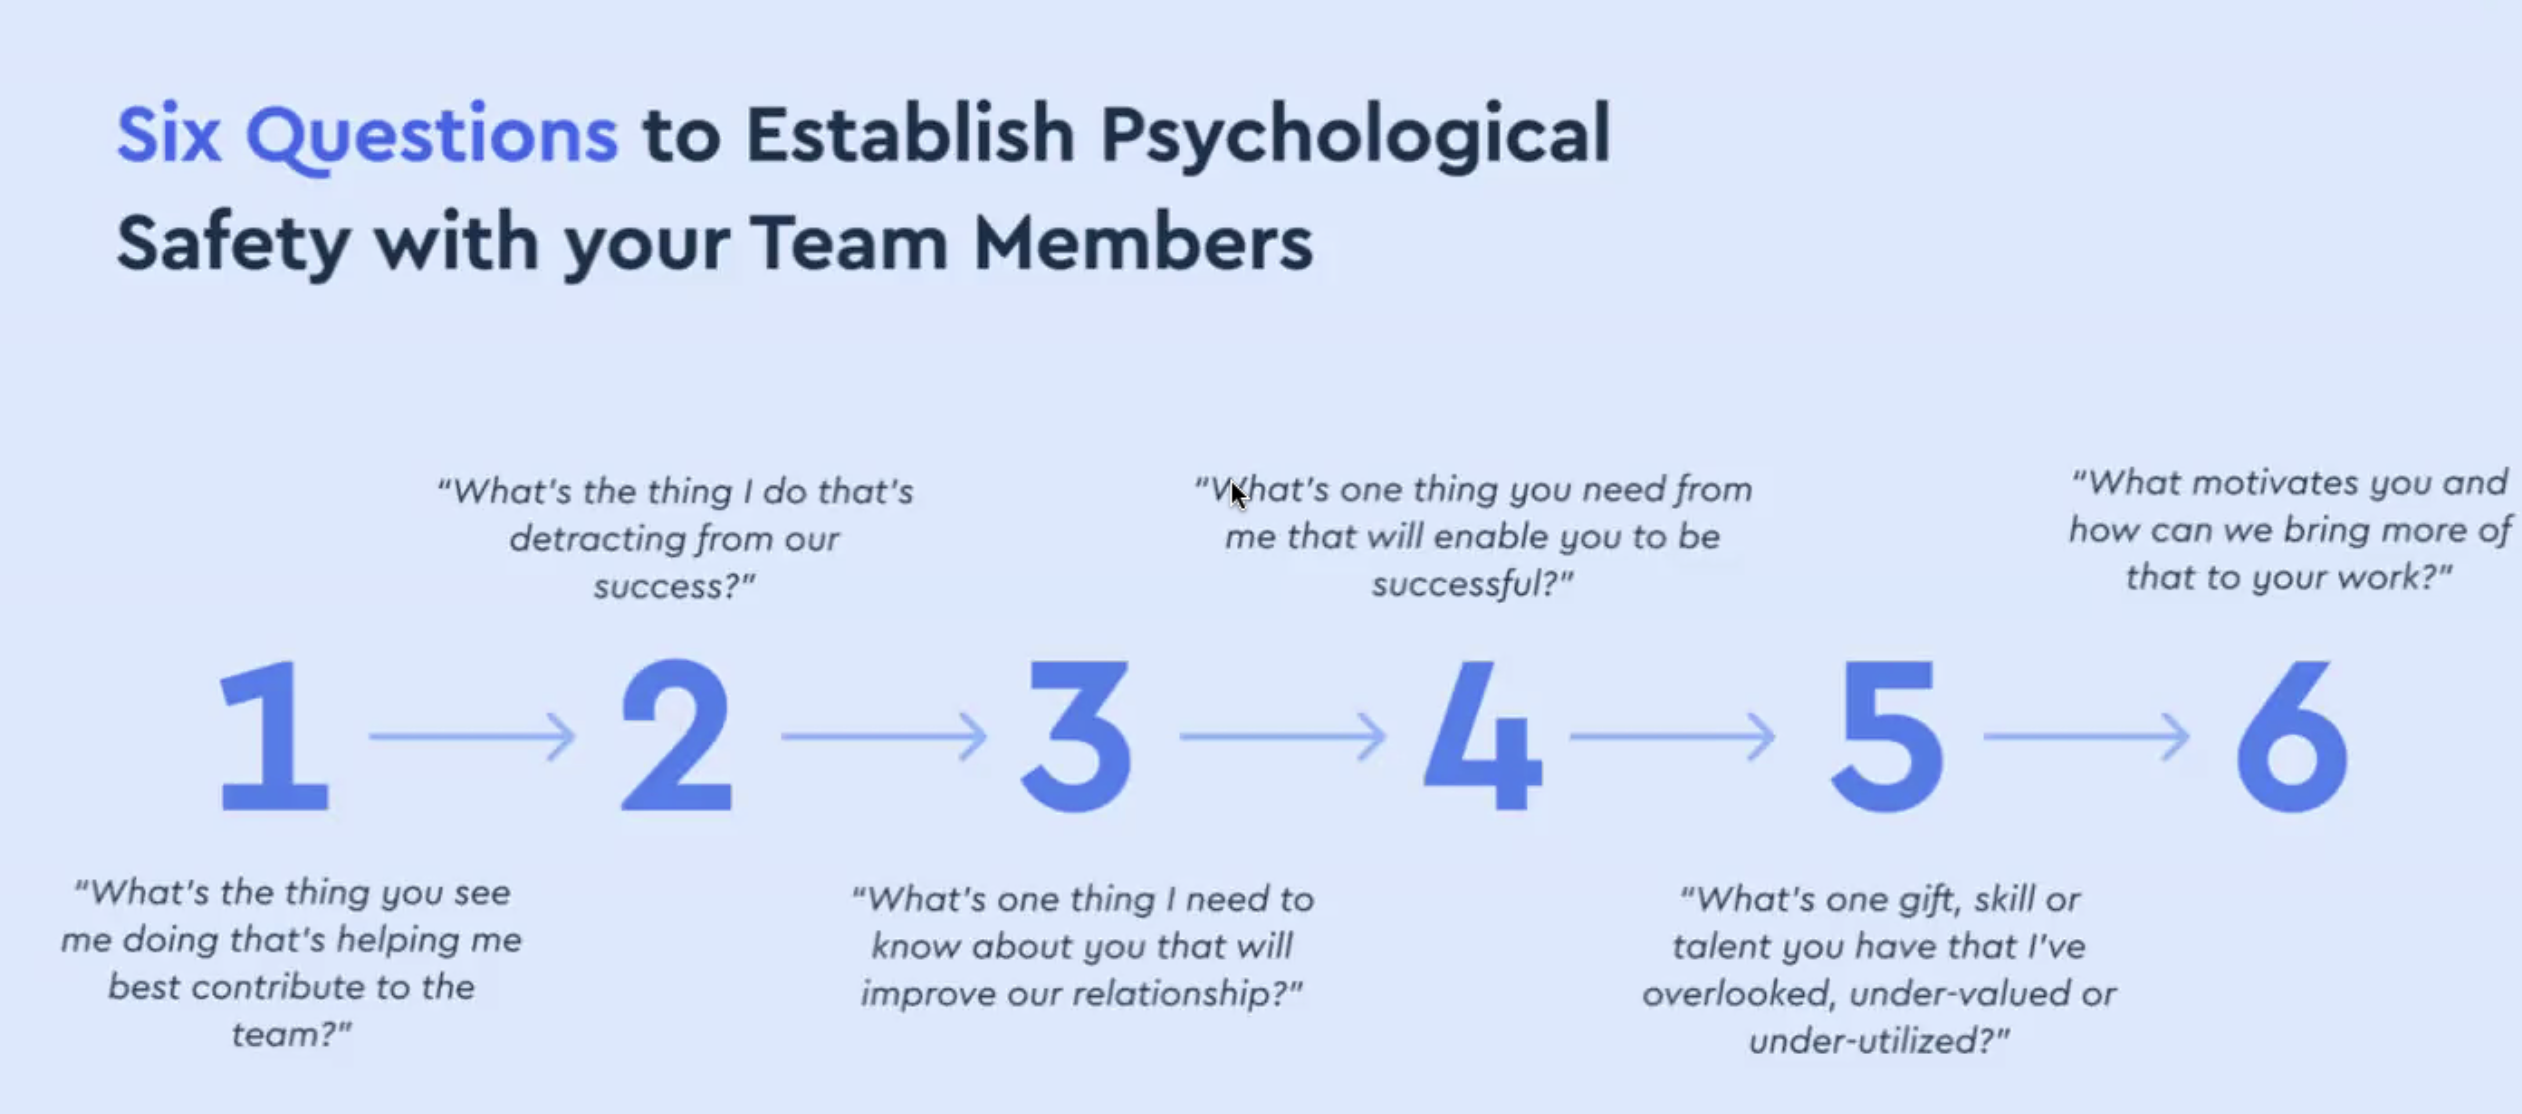 Six Questions to Establish Psychological
Safety with your Team Members
1
“What's the thing you see
me doing that's helping me
best contribute to the
team?”
2
“What's the thing I do that's
detracting from our
success?”
3
“What's one thing I need to
know about you that will
improve our relationship?”
4
“What's one thing you need from
me that will enable you to be
successful?”
5
“What's one gift, skill or
talent you have that I've
overlooked, under-valued or
under-utilized?”
6
“What motivates you and
how can we bring more of
that to your work?”